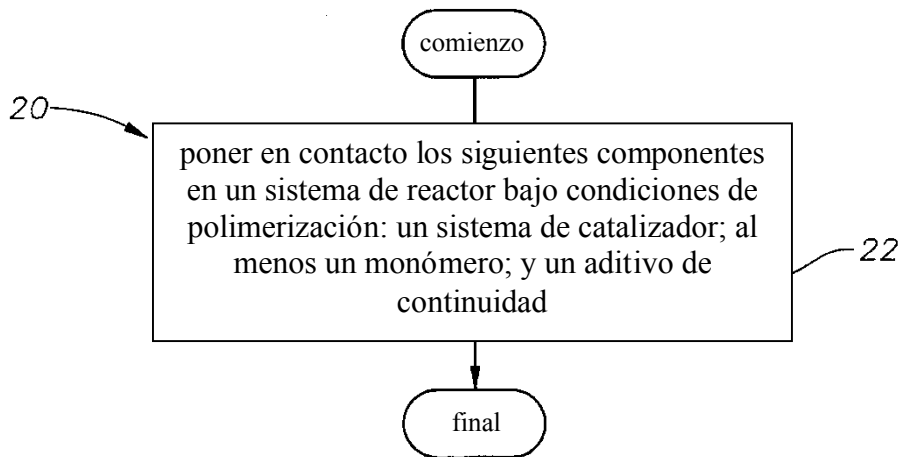 comienzo
20
poner en contacto los siguientes componentes
en un sistema de reactor bajo condiciones de
polimerización: un sistema de catalizador; al
menos un monómero; y un aditivo de
continuidad
22
final